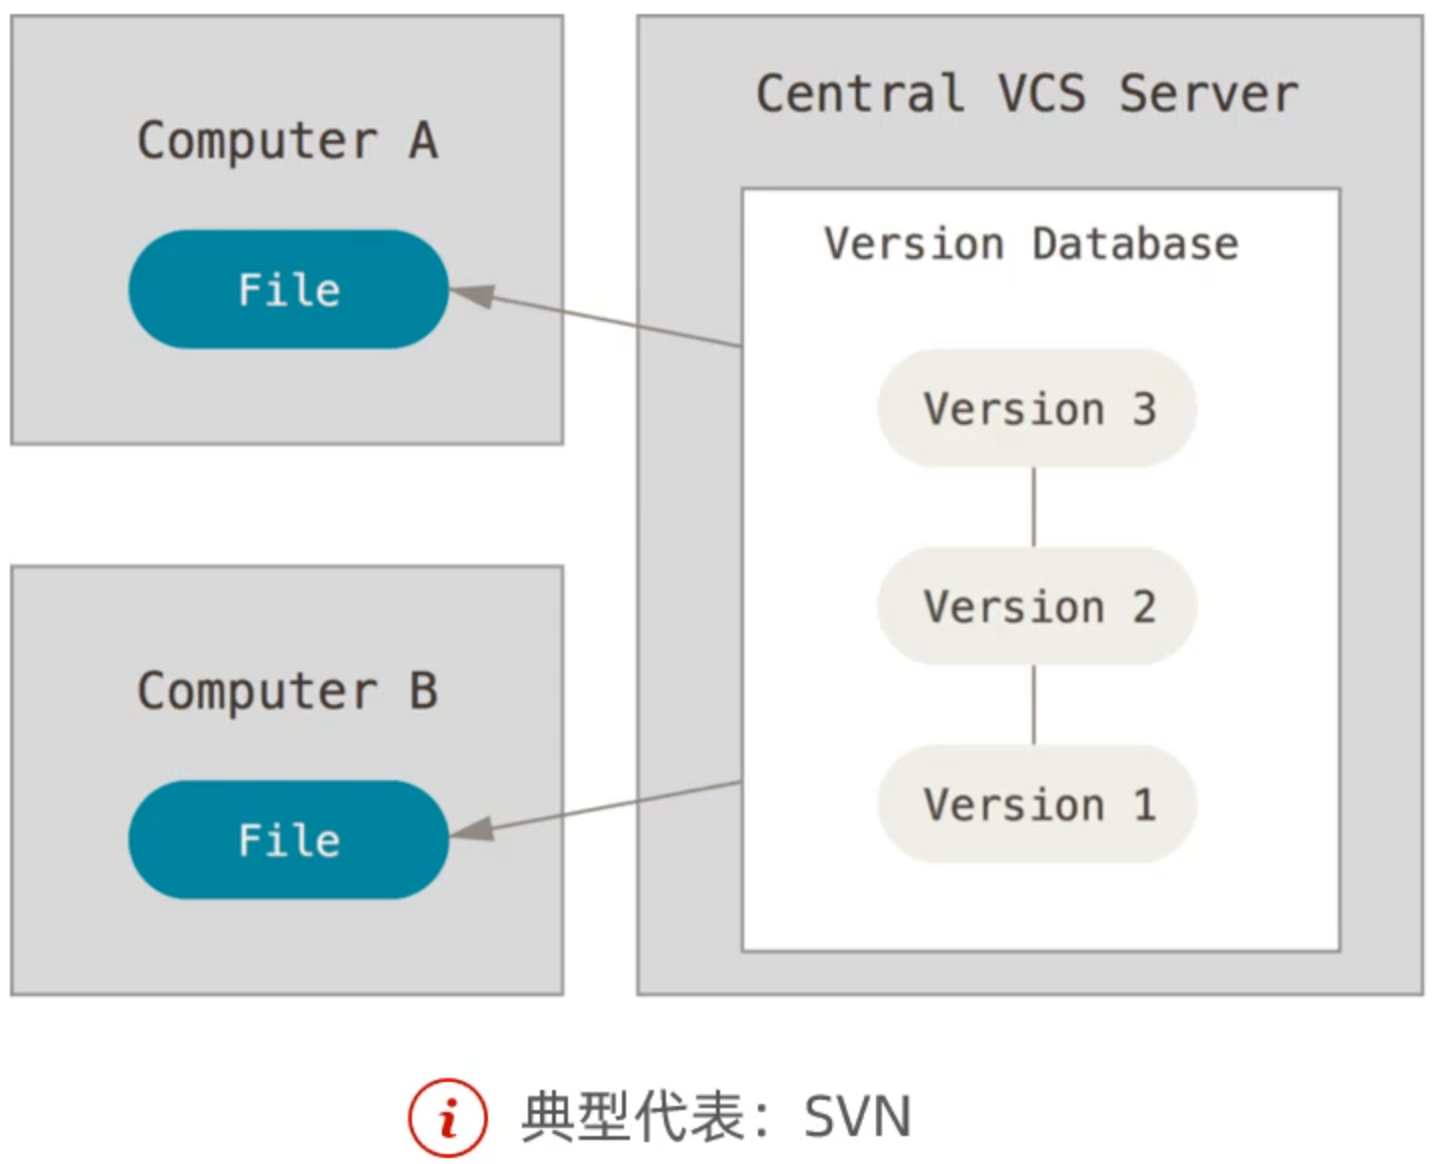 Computer A
File
Computer B
File
Central VCS Server
Version Database
Version 3
Version 2
Version 1
i 典型代表：SVN